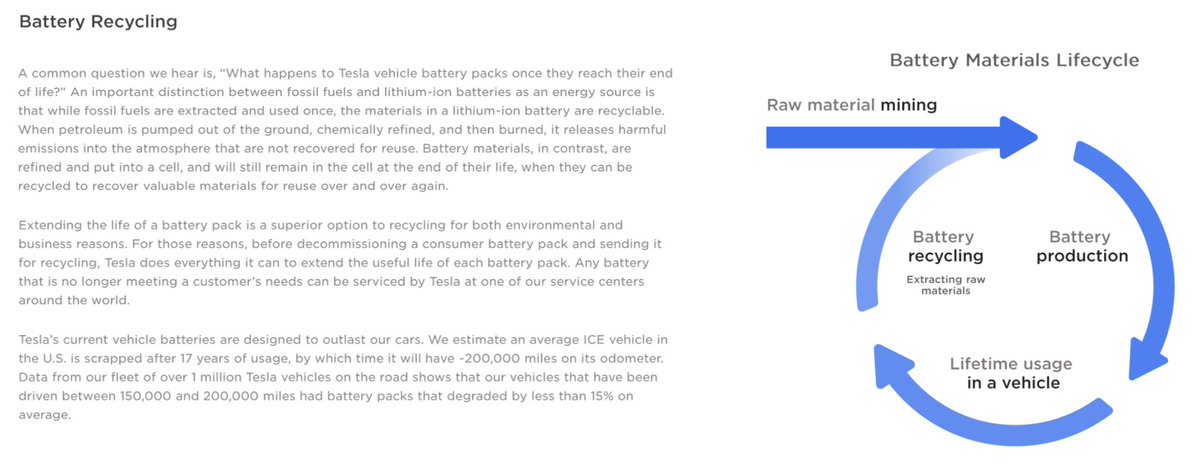 Battery Recycling
A common question we hear is, “What happens to Tesla vehicle battery packs once they reach their end
of life?” An important distinction between fossil fuels and lithium-ion batteries as an energy source is
that while fossil fuels are extracted and used once, the materials in a lithium-ion battery are recyclable.
When petroleum is pumped out of the ground, chemically refined, and then burned, it releases harmful
emissions into the atmosphere that are not recovered for reuse. Battery materials, in contrast, are
refined and put into a cell, and will still remain in the cell at the end of their life, when they can be
recycled to recover valuable materials for reuse over and over again.
Extending the life of a battery pack is a superior option to recycling for both environmental and
business reasons. For those reasons, before decommissioning a consumer battery pack and sending it
for recycling, Tesla does everything it can to extend the useful life of each battery pack. Any battery
that is no longer meeting a customer’s needs can be serviced by Tesla at one of our service centers
around the world.
Tesla’s current vehicle batteries are designed to outlast our cars. We estimate an average ICE vehicle in
the U.S. is scrapped after 17 years of usage, by which time it will have ~200,000 miles on its odometer.
Data from our fleet of over 1 million Tesla vehicles on the road shows that our vehicles that have been
driven between 150,000 and 200,000 miles had battery packs that degraded by less than 15% on
average.
Battery Materials Lifecycle
Raw material mining
Battery
recycling
Extracting raw
materials
Battery
production
Lifetime usage
in a vehicle